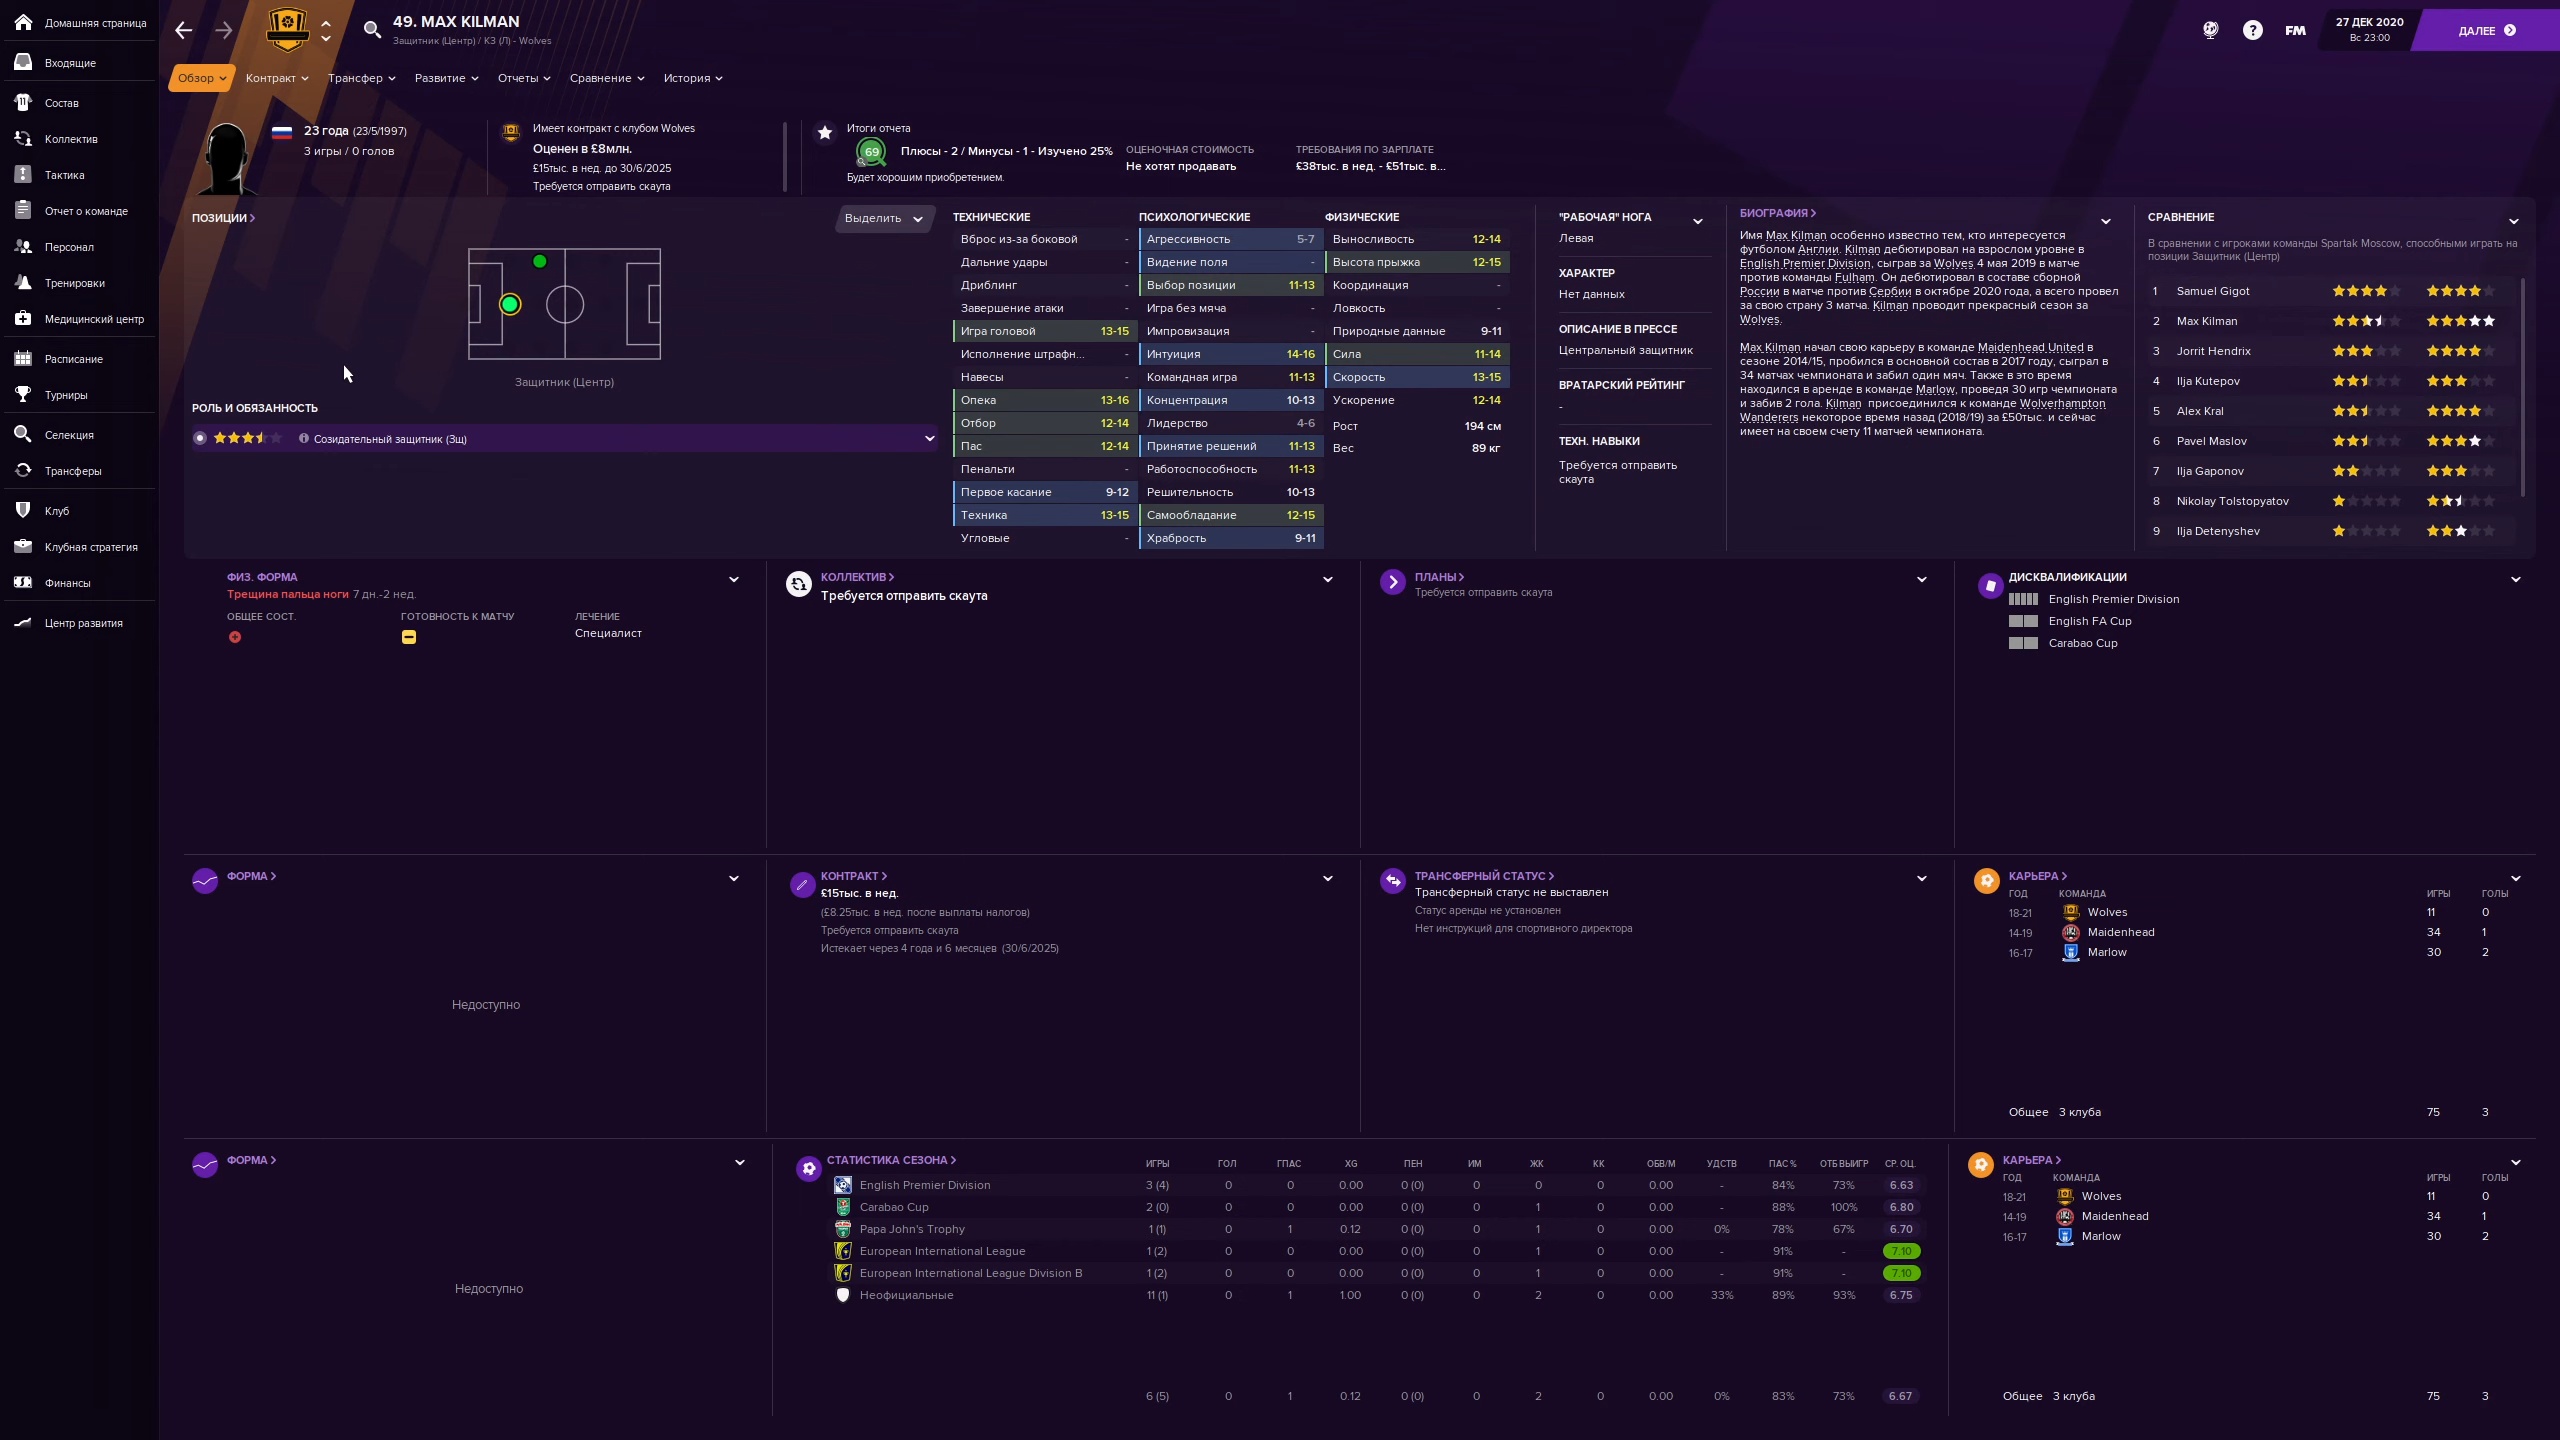 Домашняя страница
Входящие
Состав
Коллектив
Тактика
Отчет о команде
Персонал
Тренировки
Медицинский центр
Расписание
Турниры
Селекция
Трансферы
Клуб
Клубная стратегия
Финансы
Центр развития
49. MAX KILMAN
Защитник (Центр) / КЗ (Л) - Wolves
FM
27 ДЕК 2020
Вс 23:00
ДАЛЕЕ
Обзор Контракт Трансфер Развитие Отчеты Сравнение История
23 года (23/5/1997)
3 игры / 0 голов
Имеет контракт с клубом Wolves
Оценен в £8млн.
£15тыс. в нед. до 30/6/2025
Требуется отправить скаута
Итоги отчета
69 Плюсы - 2 / Минусы - 1 - Изучено 25%
Будет хорошим приобретением.
ОЦЕНОЧНАЯ СТОИМОСТЬ
Не хотят продавать
ТРЕБОВАНИЯ ПО ЗАРПЛАТЕ
£38тыс. в нед. - £51тыс. в...
ПОЗИЦИИ
Выделить
Защитник (Центр)
РОЛЬ И ОБЯЗАННОСТЬ
Созидательный защитник (Зщ)
ТЕХНИЧЕСКИЕ
Вброс из-за боковой -
Дальние удары -
Дриблинг -
Завершение атаки -
Игра головой 13-15
Исполнение штрафн... -
Навесы -
Опека 13-16
Отбор 12-14
Пас 12-14
Пенальти -
Первое касание 9-12
Техника 13-15
Угловые -
ПСИХОЛОГИЧЕСКИЕ
Агрессивность 5-7
Видение поля -
Выбор позиции 11-13
Игра без мяча -
Импровизация -
Интуиция 14-16
Командная игра 11-13
Концентрация 10-13
Лидерство 4-6
Принятие решений 11-13
Работоспособность 11-13
Решительность 10-13
Самообладание 12-15
Храбрость 9-11
ФИЗИЧЕСКИЕ
Выносливость 12-14
Высота прыжка 12-15
Координация -
Ловкость -
Природные данные 9-11
Сила 11-14
Скорость 13-15
Ускорение 12-14
Рост 194 см
Вес 89 кг
"РАБОЧАЯ" НОГА
Левая
ХАРАКТЕР
Нет данных
ОПИСАНИЕ В ПРЕССЕ
Центральный защитник
ВРАТАРСКИЙ РЕЙТИНГ
-
ТЕХН. НАВЫКИ
Требуется отправить
скаута
БИОГРАФИЯ
Имя Max Kilman особенно известно тем, кто интересуется
футболом Англии. Kilman дебютировал на взрослом уровне в
English Premier Division, сыграв за Wolves 4 мая 2019 в матче
против команды Fulham. Он дебютировал в составе сборной
России в матче против Сербии в октябре 2020 года, а всего провел
за свою страну 3 матча. Kilman проводит прекрасный сезон за
Wolves.
Max Kilman начал свою карьеру в команде Maidenhead United в
сезоне 2014/15, пробился в основной состав в 2017 году, сыграл в
34 матчах чемпионата и забил один мяч. Также в это время
находился в аренде в команде Marlow, проведя 30 игр чемпионата
и забив 2 гола. Kilman присоединился к команде Wolverhampton
Wanderers некоторое время назад (2018/19) за £50тыс. и сейчас
имеет на своем счету 11 матчей чемпионата.
СРАВНЕНИЕ
В сравнении с игроками команды Spartak Moscow, способными играть на
позиции Защитник (Центр)
1 Samuel Gigot
2 Max Kilman
3 Jorrit Hendrix
4 Ilja Kutepov
5 Alex Kral
6 Pavel Maslov
7 Ilja Gaponov
8 Nikolay Tolstopyatov
9 Ilja Detenyshev
ФИЗ. ФОРМА
Трещина пальца ноги 7 дн.-2 нед.
ОБЩЕЕ СОСТ. ГОТОВНОСТЬ К МАТЧУ ЛЕЧЕНИЕ
Специалист
КОЛЛЕКТИВ
Требуется отправить скаута
ПЛАНЫ
Требуется отправить скаута
ДИСКВАЛИФИКАЦИИ
English Premier Division
English FA Cup
Carabao Cup
ФОРМА
Недоступно
КОНТРАКТ
£15тыс. в нед.
(£8.25тыс. в нед. после выплаты налогов)
Требуется отправить скаута
Истекает через 4 года и 6 месяцев (30/6/2025)
ТРАНСФЕРНЫЙ СТАТУС
Трансферный статус не выставлен
Статус аренды не установлен
Нет инструкций для спортивного директора
КАРЬЕРА
ГОД КОМАНДА ИГРЫ ГОЛЫ
18-21 Wolves 11 0
14-19 Maidenhead 34 1
16-17 Marlow 30 2
Общее 3 клуба 75 3
ФОРМА
Недоступно
СТАТИСТИКА СЕЗОНА ИГРЫ ГОЛ ГПАС XG ПЕН ИМ ЖК КК ОБВ/М УДСТВ ПАС % ОТБ ВЫИГР СР. ОЦ.
English Premier Division 3 (4) 0 0 0.00 0 (0) 0 0 0 0.00 - 84% 73% 6.63
Carabao Cup 2 (0) 0 0 0.00 0 (0) 0 1 0 0.00 - 88% 100% 6.80
Papa John's Trophy 1 (1) 0 1 0.12 0 (0) 0 1 0 0.00 0% 78% 67% 6.70
European International League 1 (2) 0 0 0.00 0 (0) 0 1 0 0.00 - 91% - 7.10
European International League Division B 1 (2) 0 0 0.00 0 (0) 0 1 0 0.00 - 91% - 7.10
Неофициальные 11 (1) 0 1 1.00 0 (0) 0 2 0 0.00 33% 89% 93% 6.75
6 (5) 0 1 0.12 0 (0) 0 2 0 0.00 0% 83% 73% 6.67
КАРЬЕРА
ГОД КОМАНДА ИГРЫ ГОЛЫ
18-21 Wolves 11 0
14-19 Maidenhead 34 1
16-17 Marlow 30 2
Общее 3 клуба 75 3